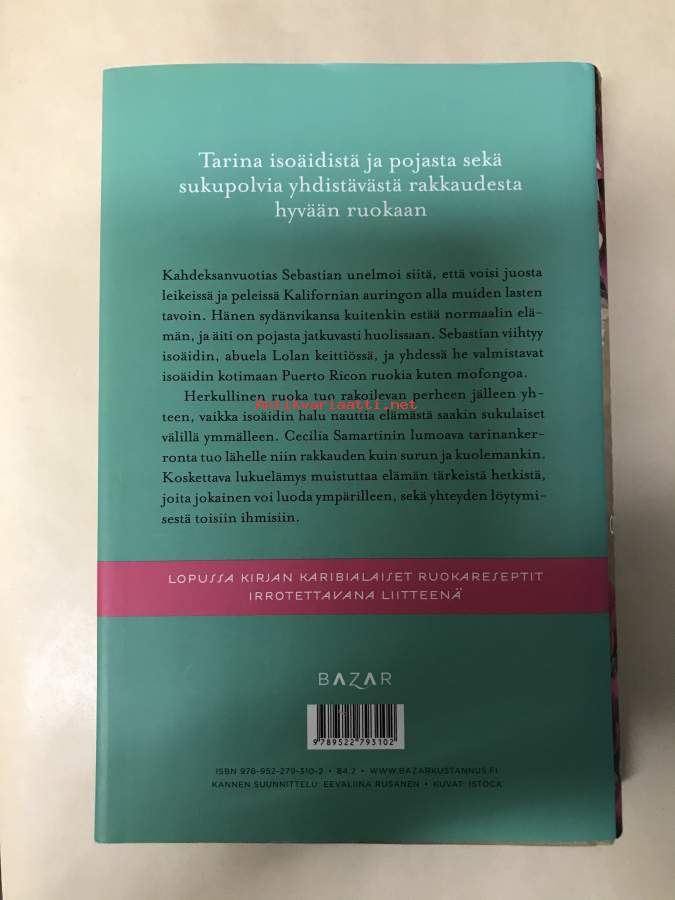 Tarina isoäidistä ja pojasta sekä
sukupolvia yhdistävästä rakkaudesta
hyvään ruokaan
Kahdeksanvuotias Sebastian unelmoi siitä, että voisi juosta
leikeissä ja peleissä Kalifornian auringon alla muiden lasten
tavoin. Hänen sydänvikansa kuitenkin estää normaalin elä-
män, ja äiti on pojasta jatkuvasti huolissaan. Sebastian viihtyy
isoäidin, abuela Lolan keittiössä, ja yhdessä he valmistavat
isoäidin kotimaan Puerto Ricon ruokia kuten mofongoa.
Herkullinen ruoka tuo rakoilevan perheen jälleen yh-
Antikvariaatti.net
teen, vaikka isoäidin halu nauttia elämästä saakin sukulaiset
välillä ymmälleen. Cecilia Samartinin lumoava tarinanker-
ronta tuo lähelle niin rakkauden kuin surun ja kuolemankin.
Koskettava lukuelämys muistuttaa elämän tärkeistä hetkistä,
joita jokainen voi luoda ympärilleen, sekä yhteyden löytymi-
sestä toisiin ihmisiin.
LOPUSSA KIRJAN KARIBIALAISET RUOKARESEPTIT
IRROTETTAVANA LIITTEENÄ
BAZAR
9789522793102
ISBN 978-952-279-310-2 • 84.2 • WWW.BAZARKUSTANNUS.FI
KANNEN SUUNNITTELU: EEVALIINA RUSANEN • KUVAT: ISTOCK